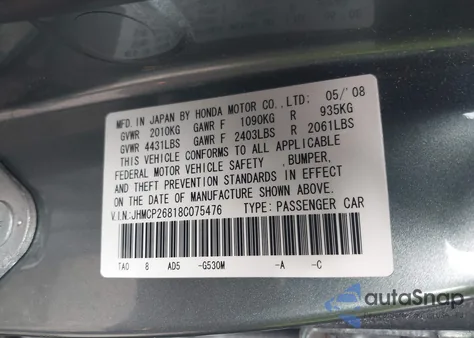 MFD. IN JAPAN BY HONDA MOTOR CO., LTD: 05/'08
GVWR 2010KG GAWR F 1090KG R 935KG
GVWR 4431LBS GAWR F 2403LBS R 2061LBS
THIS VEHICLE CONFORMS TO ALL APPLICABLE
FEDERAL MOTOR VEHICLE SAFETY ,BUMPER,
AND THEFT PREVENTION STANDARDS IN EFFECT
ON THE DATE OF MANUFACTURE SHOWN ABOVE.
V.I.N:JHMCP26818C075476 TYPE: PASSENGER CAR
TA0 8 AD5 -G530M -A -C
autoSnap